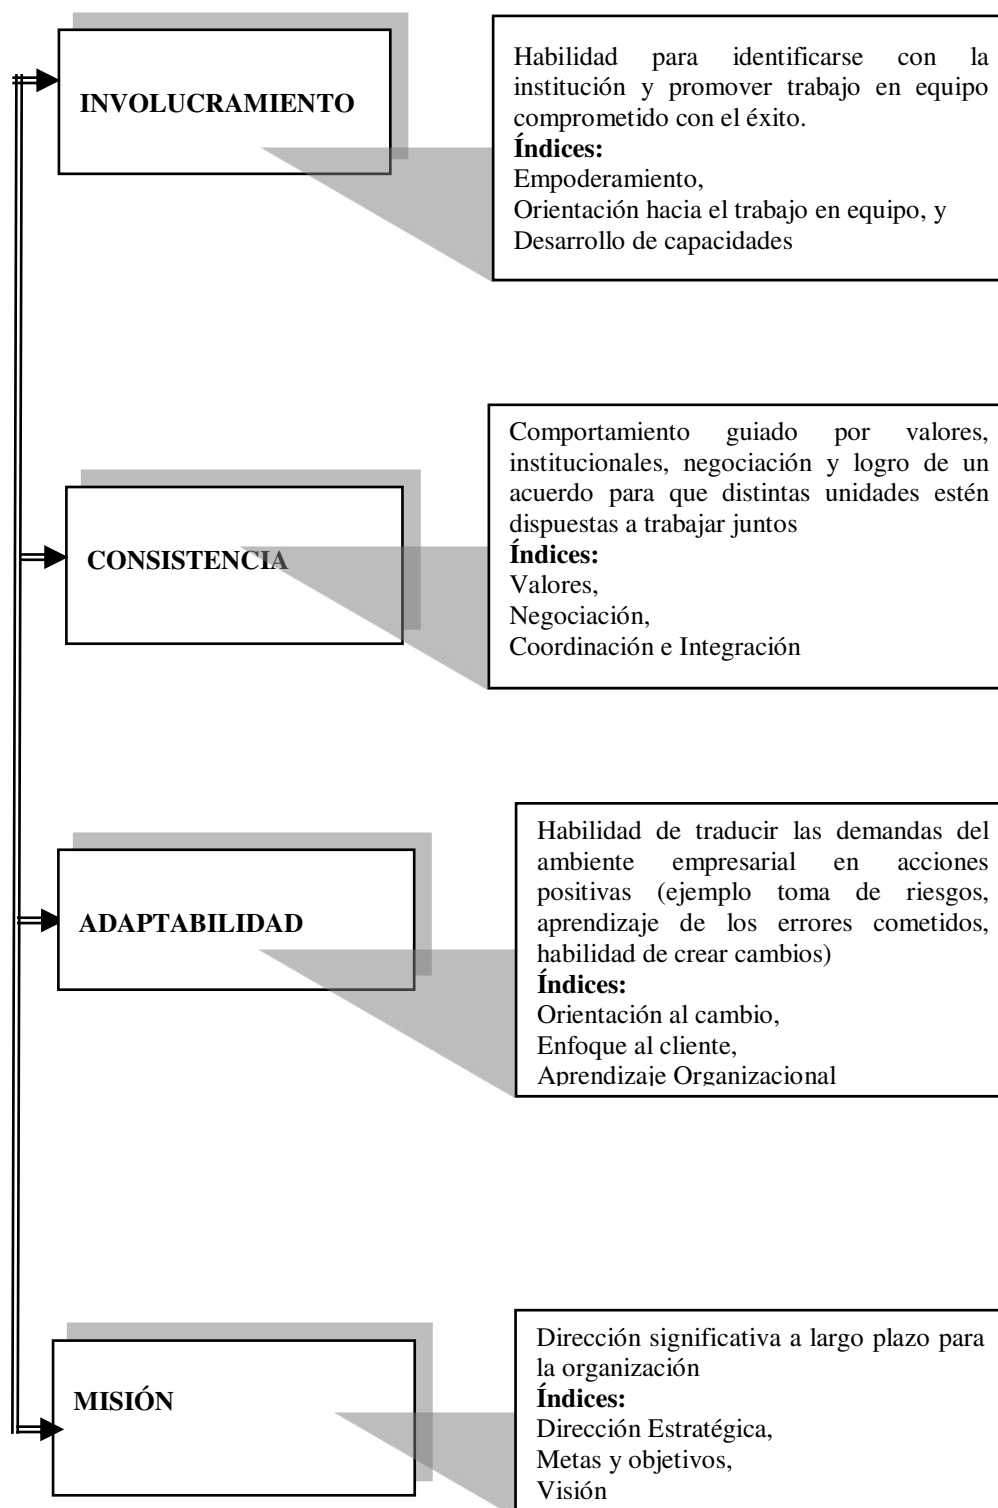 INVOLUCRAMIENTO
Habilidad para identificarse con la
institución y promover trabajo en equipo
comprometido con el éxito.
Índices:
Empoderamiento,
Orientación hacia el trabajo en equipo, y
Desarrollo de capacidades
CONSISTENCIA
Comportamiento guiado por valores,
institucionales, negociación y logro de un
acuerdo para que distintas unidades estén
dispuestas a trabajar juntos
Índices:
Valores,
Negociación,
Coordinación e Integración
ADAPTABILIDAD
Habilidad de traducir las demandas del
ambiente empresarial en acciones
positivas (ejemplo toma de riesgos,
aprendizaje de los errores cometidos,
habilidad de crear cambios)
Índices:
Orientación al cambio,
Enfoque al cliente,
Aprendizaje Organizacional
MISIÓN
Dirección significativa a largo plazo para
la organización
Índices:
Dirección Estratégica,
Metas y objetivos,
Visión